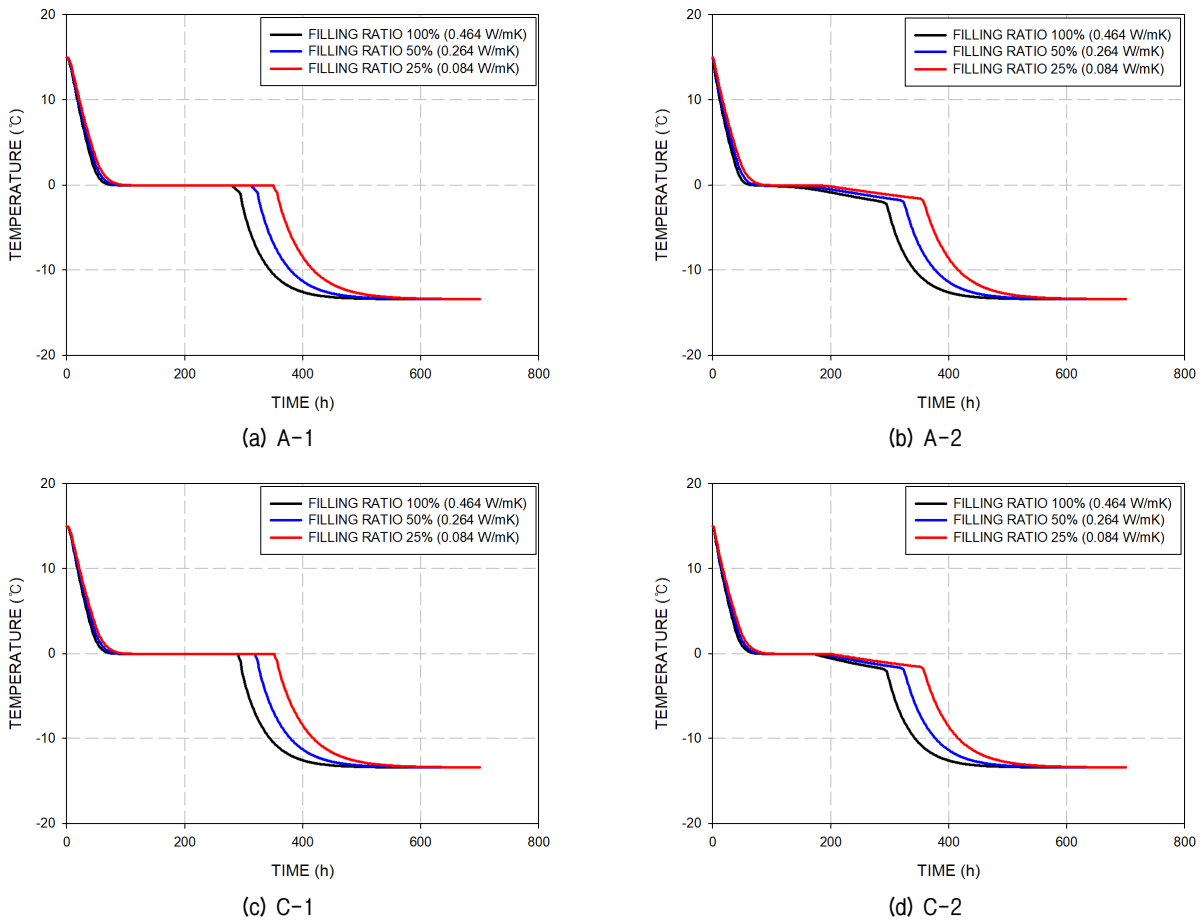 20
10
0
-10
-20
TEMPERATURE (℃)
FILLING RATIO 100% (0.464 W/mK)
FILLING RATIO 50% (0.264 W/mK)
FILLING RATIO 25% (0.084 W/mK)
0 200 400 600 800
TIME (h)
(a) A-1
20
10
0
-10
-20
TEMPERATURE (℃)
FILLING RATIO 100% (0.464 W/mK)
FILLING RATIO 50% (0.264 W/mK)
FILLING RATIO 25% (0.084 W/mK)
0 200 400 600 800
TIME (h)
(b) A-2
20
10
0
-10
-20
TEMPERATURE (℃)
FILLING RATIO 100% (0.464 W/mK)
FILLING RATIO 50% (0.264 W/mK)
FILLING RATIO 25% (0.084 W/mK)
0 200 400 600 800
TIME (h)
(c) C-1
20
10
0
-10
-20
TEMPERATURE (℃)
FILLING RATIO 100% (0.464 W/mK)
FILLING RATIO 50% (0.264 W/mK)
FILLING RATIO 25% (0.084 W/mK)
0 200 400 600 800
TIME (h)
(d) C-2